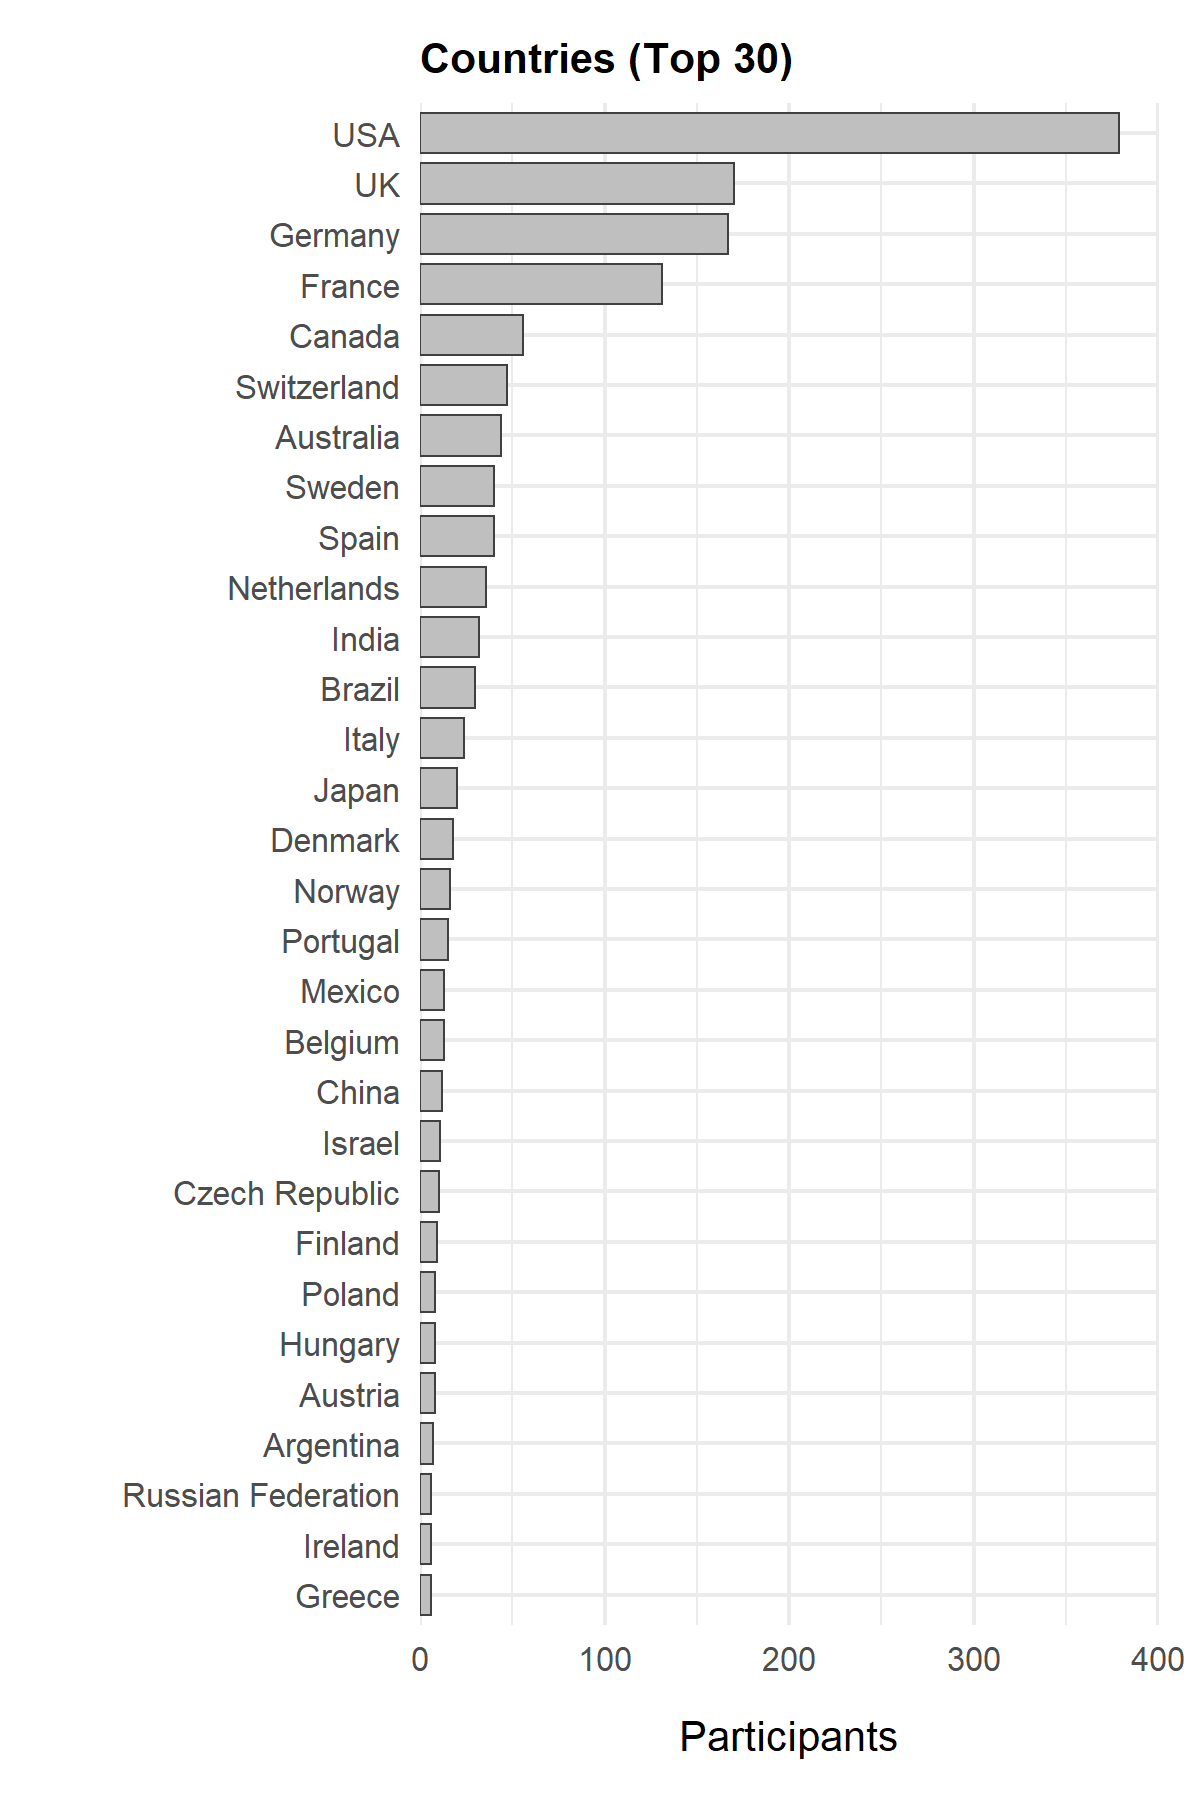 Countries (Top 30)
USA
UK
Germany
France
Canada
Switzerland
Australia
Sweden
Spain
Netherlands
India
Brazil
Italy
Japan
Denmark
Norway
Portugal
Mexico
Belgium
China
Israel
Czech Republic
Finland
Poland
Hungary
Austria
Argentina
Russian Federation
Ireland
Greece
0 100 200 300 400
Participants